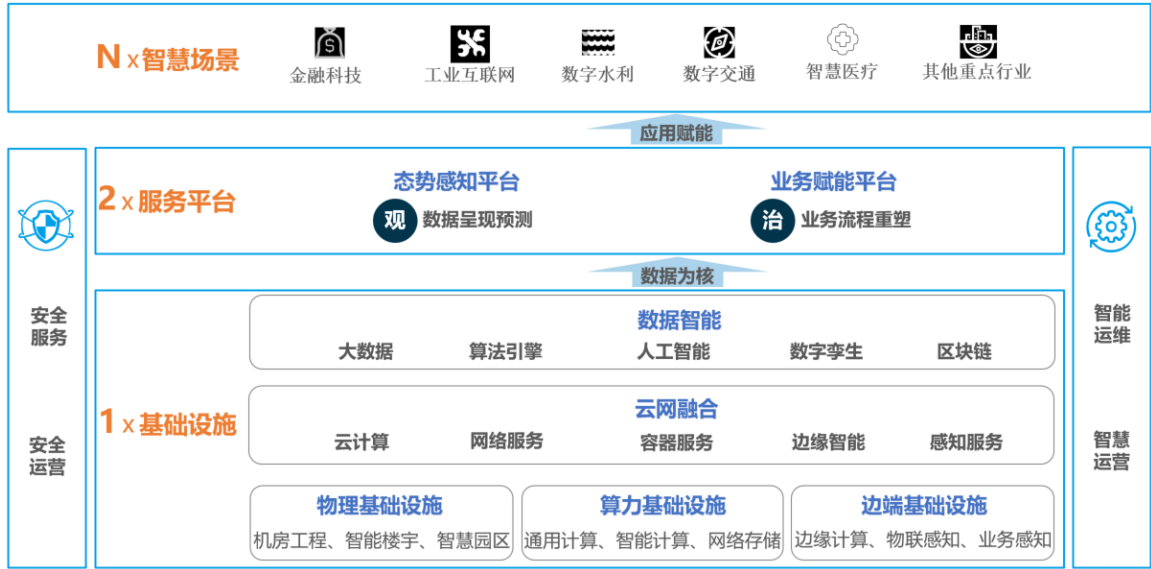 N x智慧场景
金融科技
工业互联网
数字水利
数字交通
智慧医疗
其他重点行业
应用赋能
安全
服务
安全
运营
2 x 服务平台
态势感知平台
观 数据呈现预测
业务赋能平台
治 业务流程重塑
数据为核
1 x 基础设施
数据智能
大数据 算法引擎 人工智能 数字孪生 区块链
云网融合
云计算 网络服务 容器服务 边缘智能 感知服务
物理基础设施
机房工程、智能楼宇、智慧园区
算力基础设施
通用计算、智能计算、网络存储
边端基础设施
边缘计算、物联感知、业务感知
智能
运维
智慧
运营